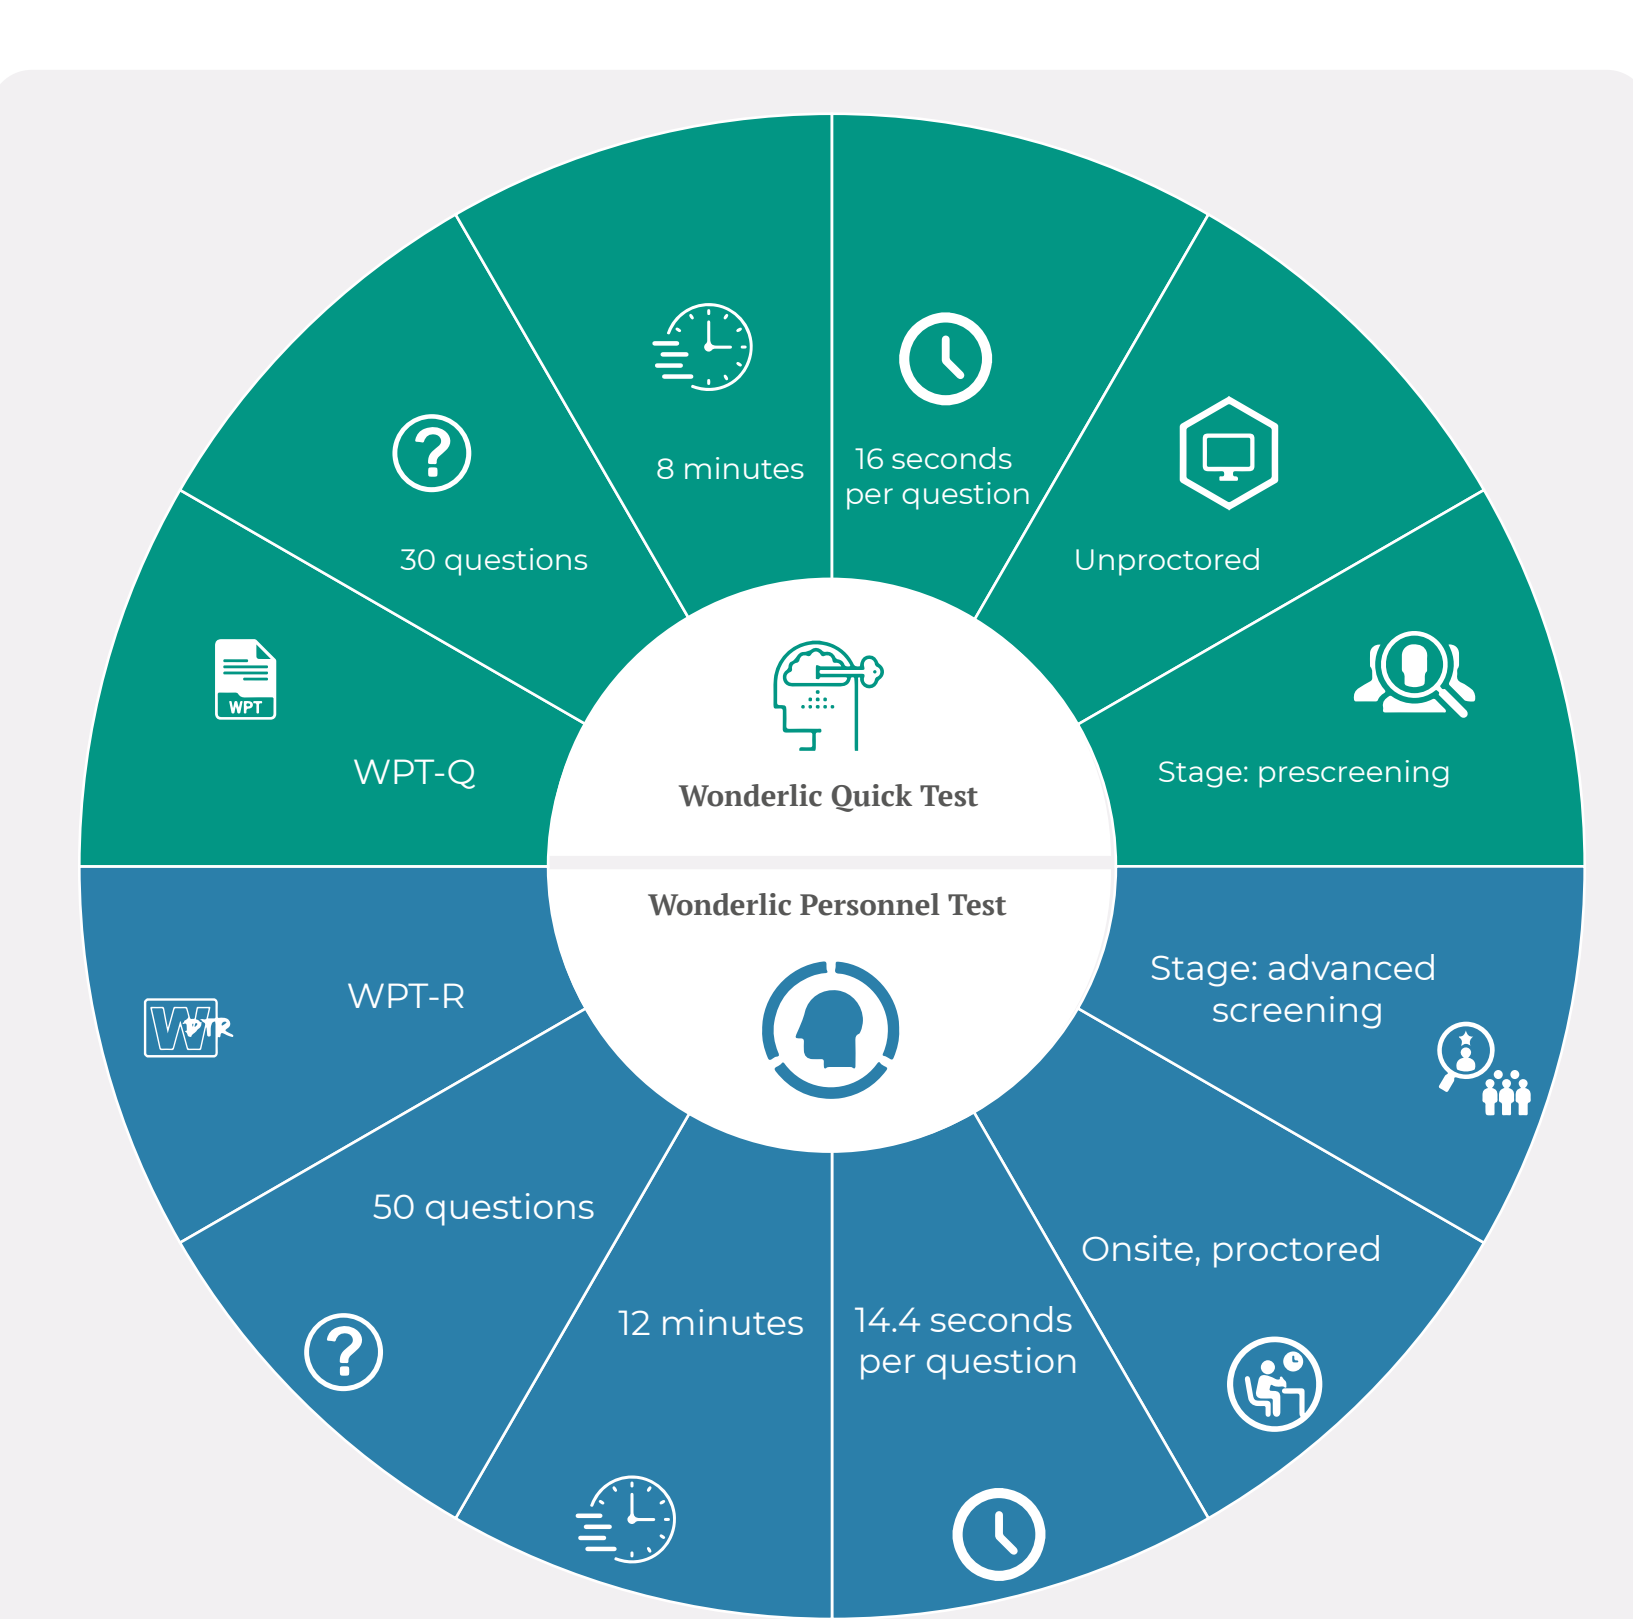 8 minutes
16 seconds
per question
30 questions
Unproctored
WPT
WPT-Q
Stage: prescreening
Wonderlic Quick Test
Wonderlic Personnel Test
WPT-R
Stage: advanced
screening
W PTR
50 questions
Onsite, proctored
12 minutes
14.4 seconds
per question